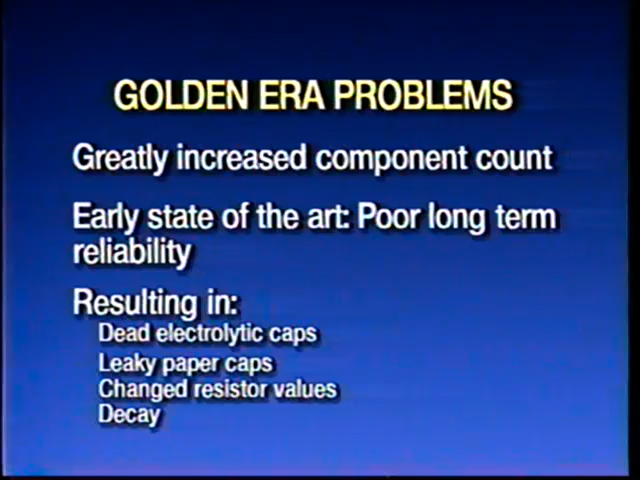 GOLDEN ERA PROBLEMS
Greatly increased component count
Early state of the art: Poor long term
reliability
Resulting in:
Dead electrolytic caps
Leaky paper caps
Changed resistor values
Decay